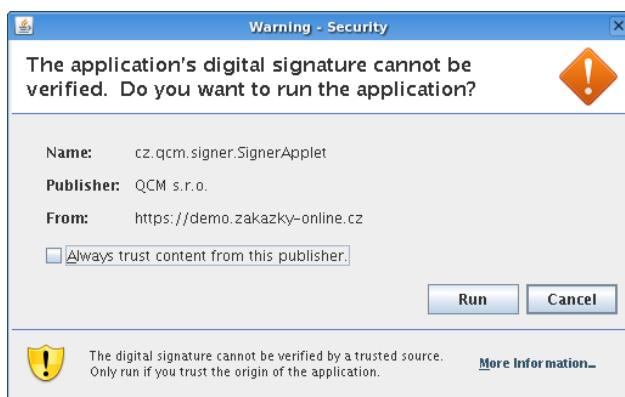 Warning - Security
The application's digital signature cannot be
verified. Do you want to run the application?
Name: cz.qcm.signer.SignerApplet
Publisher: QCM s.r.o.
From: https://demo.zakazky-online.cz
Always trust content from this publisher.
Run Cancel
The digital signature cannot be verified by a trusted source.
Only run if you trust the origin of the application.
More Information...